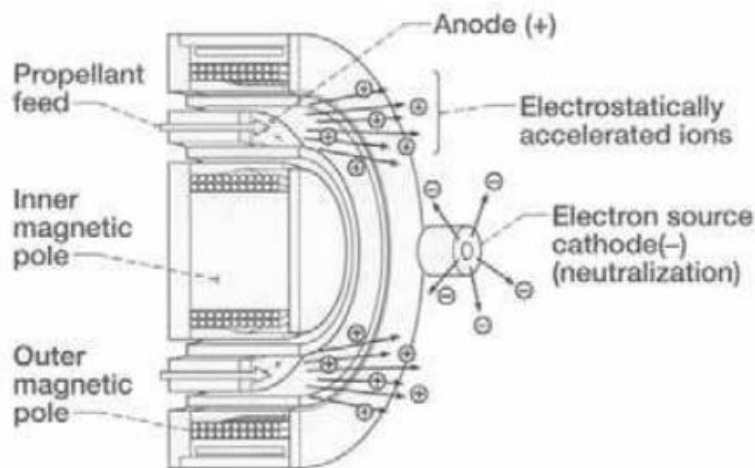 Anode (+)
Propellant
feed
Electrostatically
accelerated ions
Inner
magnetic
pole
Electron source
cathode(–)
(neutralization)
Outer
magnetic
pole